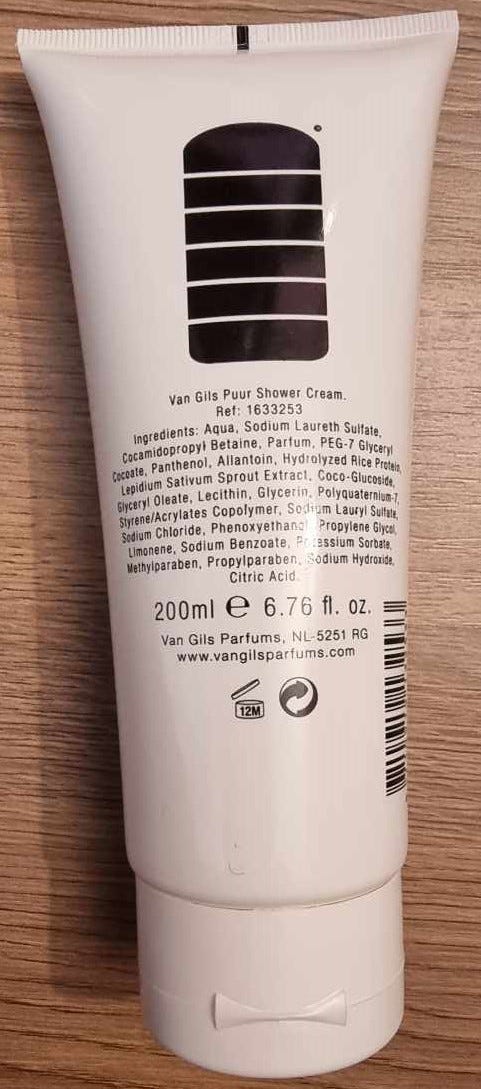 Van Gils Puur Shower Cream.
Ref: 1633253
Ingredients: Aqua, Sodium Laureth Sulfate,
Cocamidopropyl Betaine, Parfum, PEG-7 Glyceryl
Cocoate, Panthenol, Allantoin, Hydrolyzed Rice Protein,
Lepidium Sativum Sprout Extract, Coco-Glucoside,
Glyceryl Oleate, Lecithin, Glycerin, Polyquaternium-7,
Styrene/Acrylates Copolymer, Sodium Lauryl Sulfate,
Sodium Chloride, Phenoxyethanol, Propylene Glycol,
Limonene, Sodium Benzoate, Potassium Sorbate,
Methylparaben, Propylparaben, Sodium Hydroxide,
Citric Acid.
200ml ℮ 6.76 fl. oz.
Van Gils Parfums, NL-5251 RG
www.vangilsparfums.com
12M